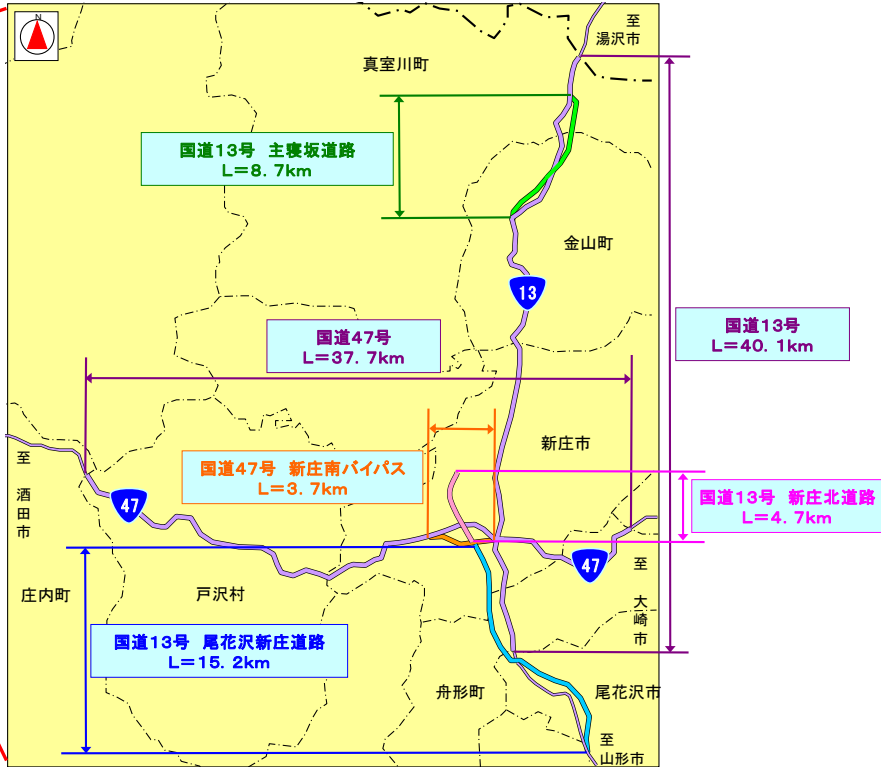 N
至
湯沢市
真室川町
国道13号 主寝坂道路
L=8.7km
金山町
13
国道13号
L=40.1km
国道47号
L=37.7km
新庄市
至
酒田市
国道47号 新庄南バイパス
L=3.7km
国道13号 新庄北道路
L=4.7km
47
47
至
大崎市
庄内町
戸沢村
国道13号 尾花沢新庄道路
L=15.2km
舟形町
尾花沢市
至
山形市